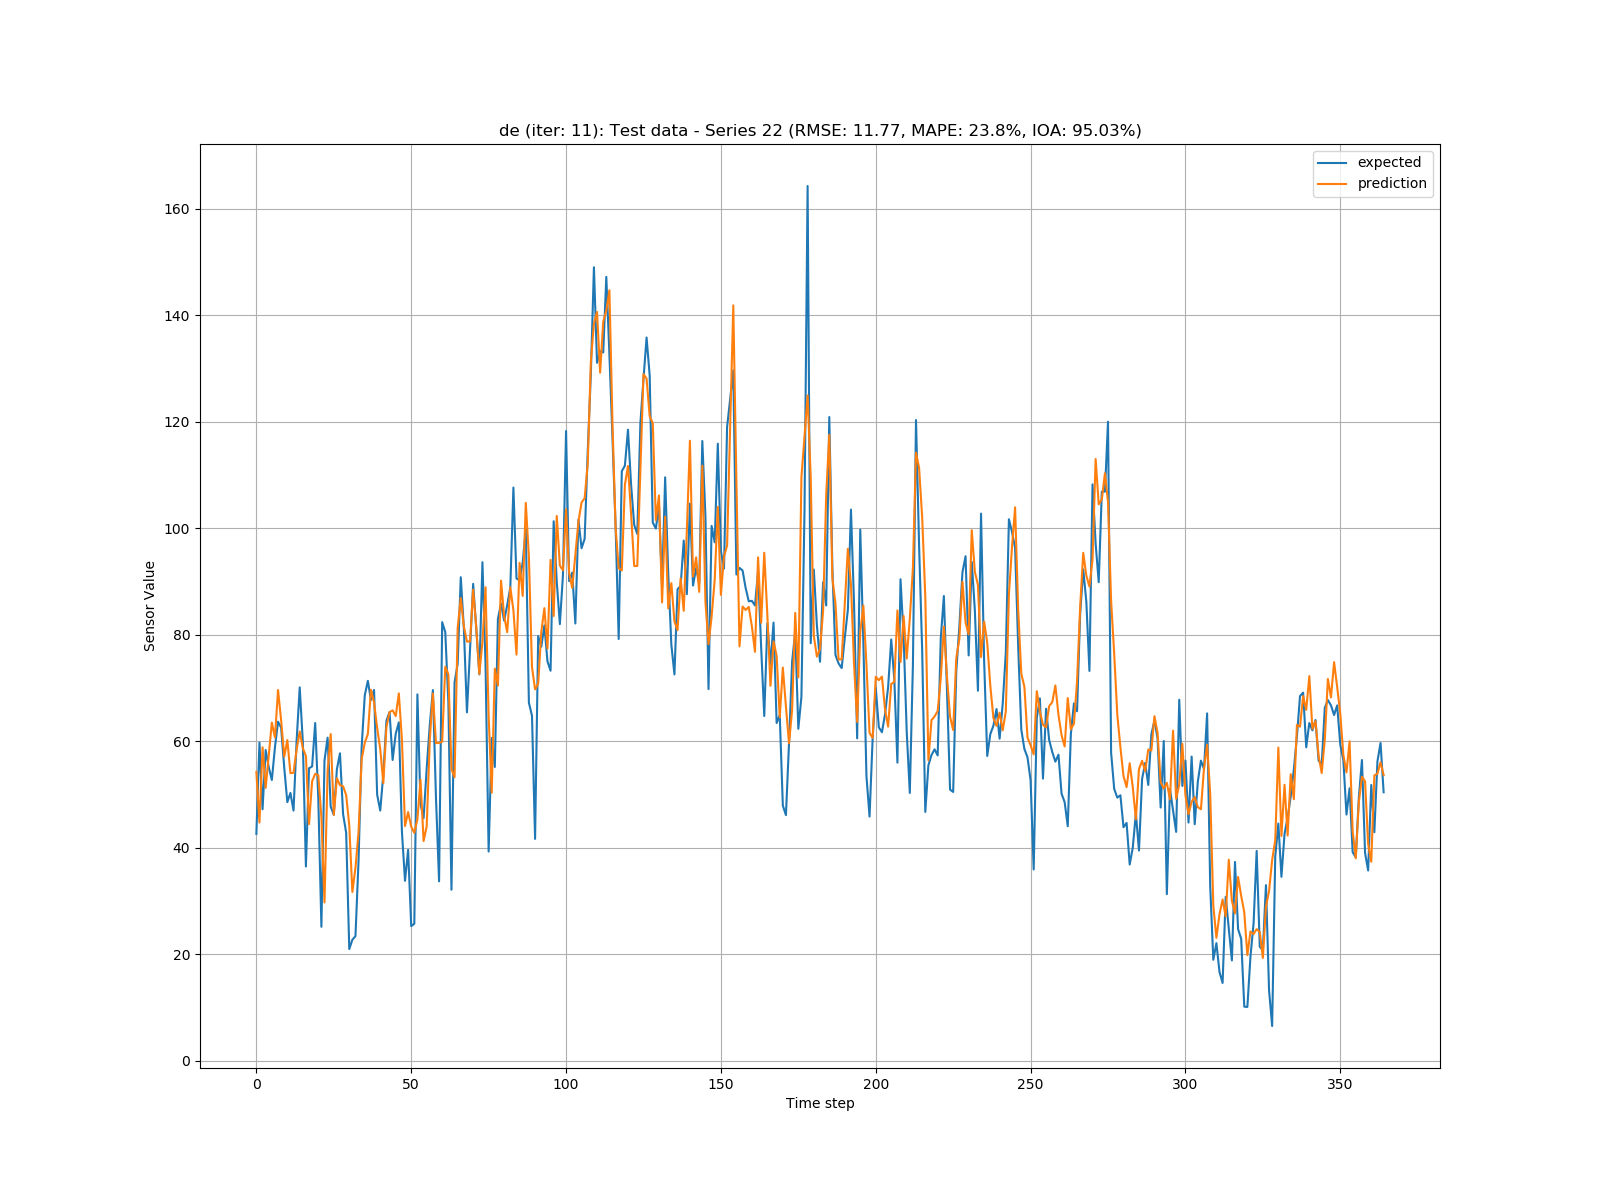 de (iter: 11): Test data - Series 22 (RMSE: 11.77, MAPE: 23.8%, IOA: 95.03%)
expected
prediction
160
140
120
100
80
60
40
20
0
Sensor Value
0 50 100 150 200 250 300 350
Time step